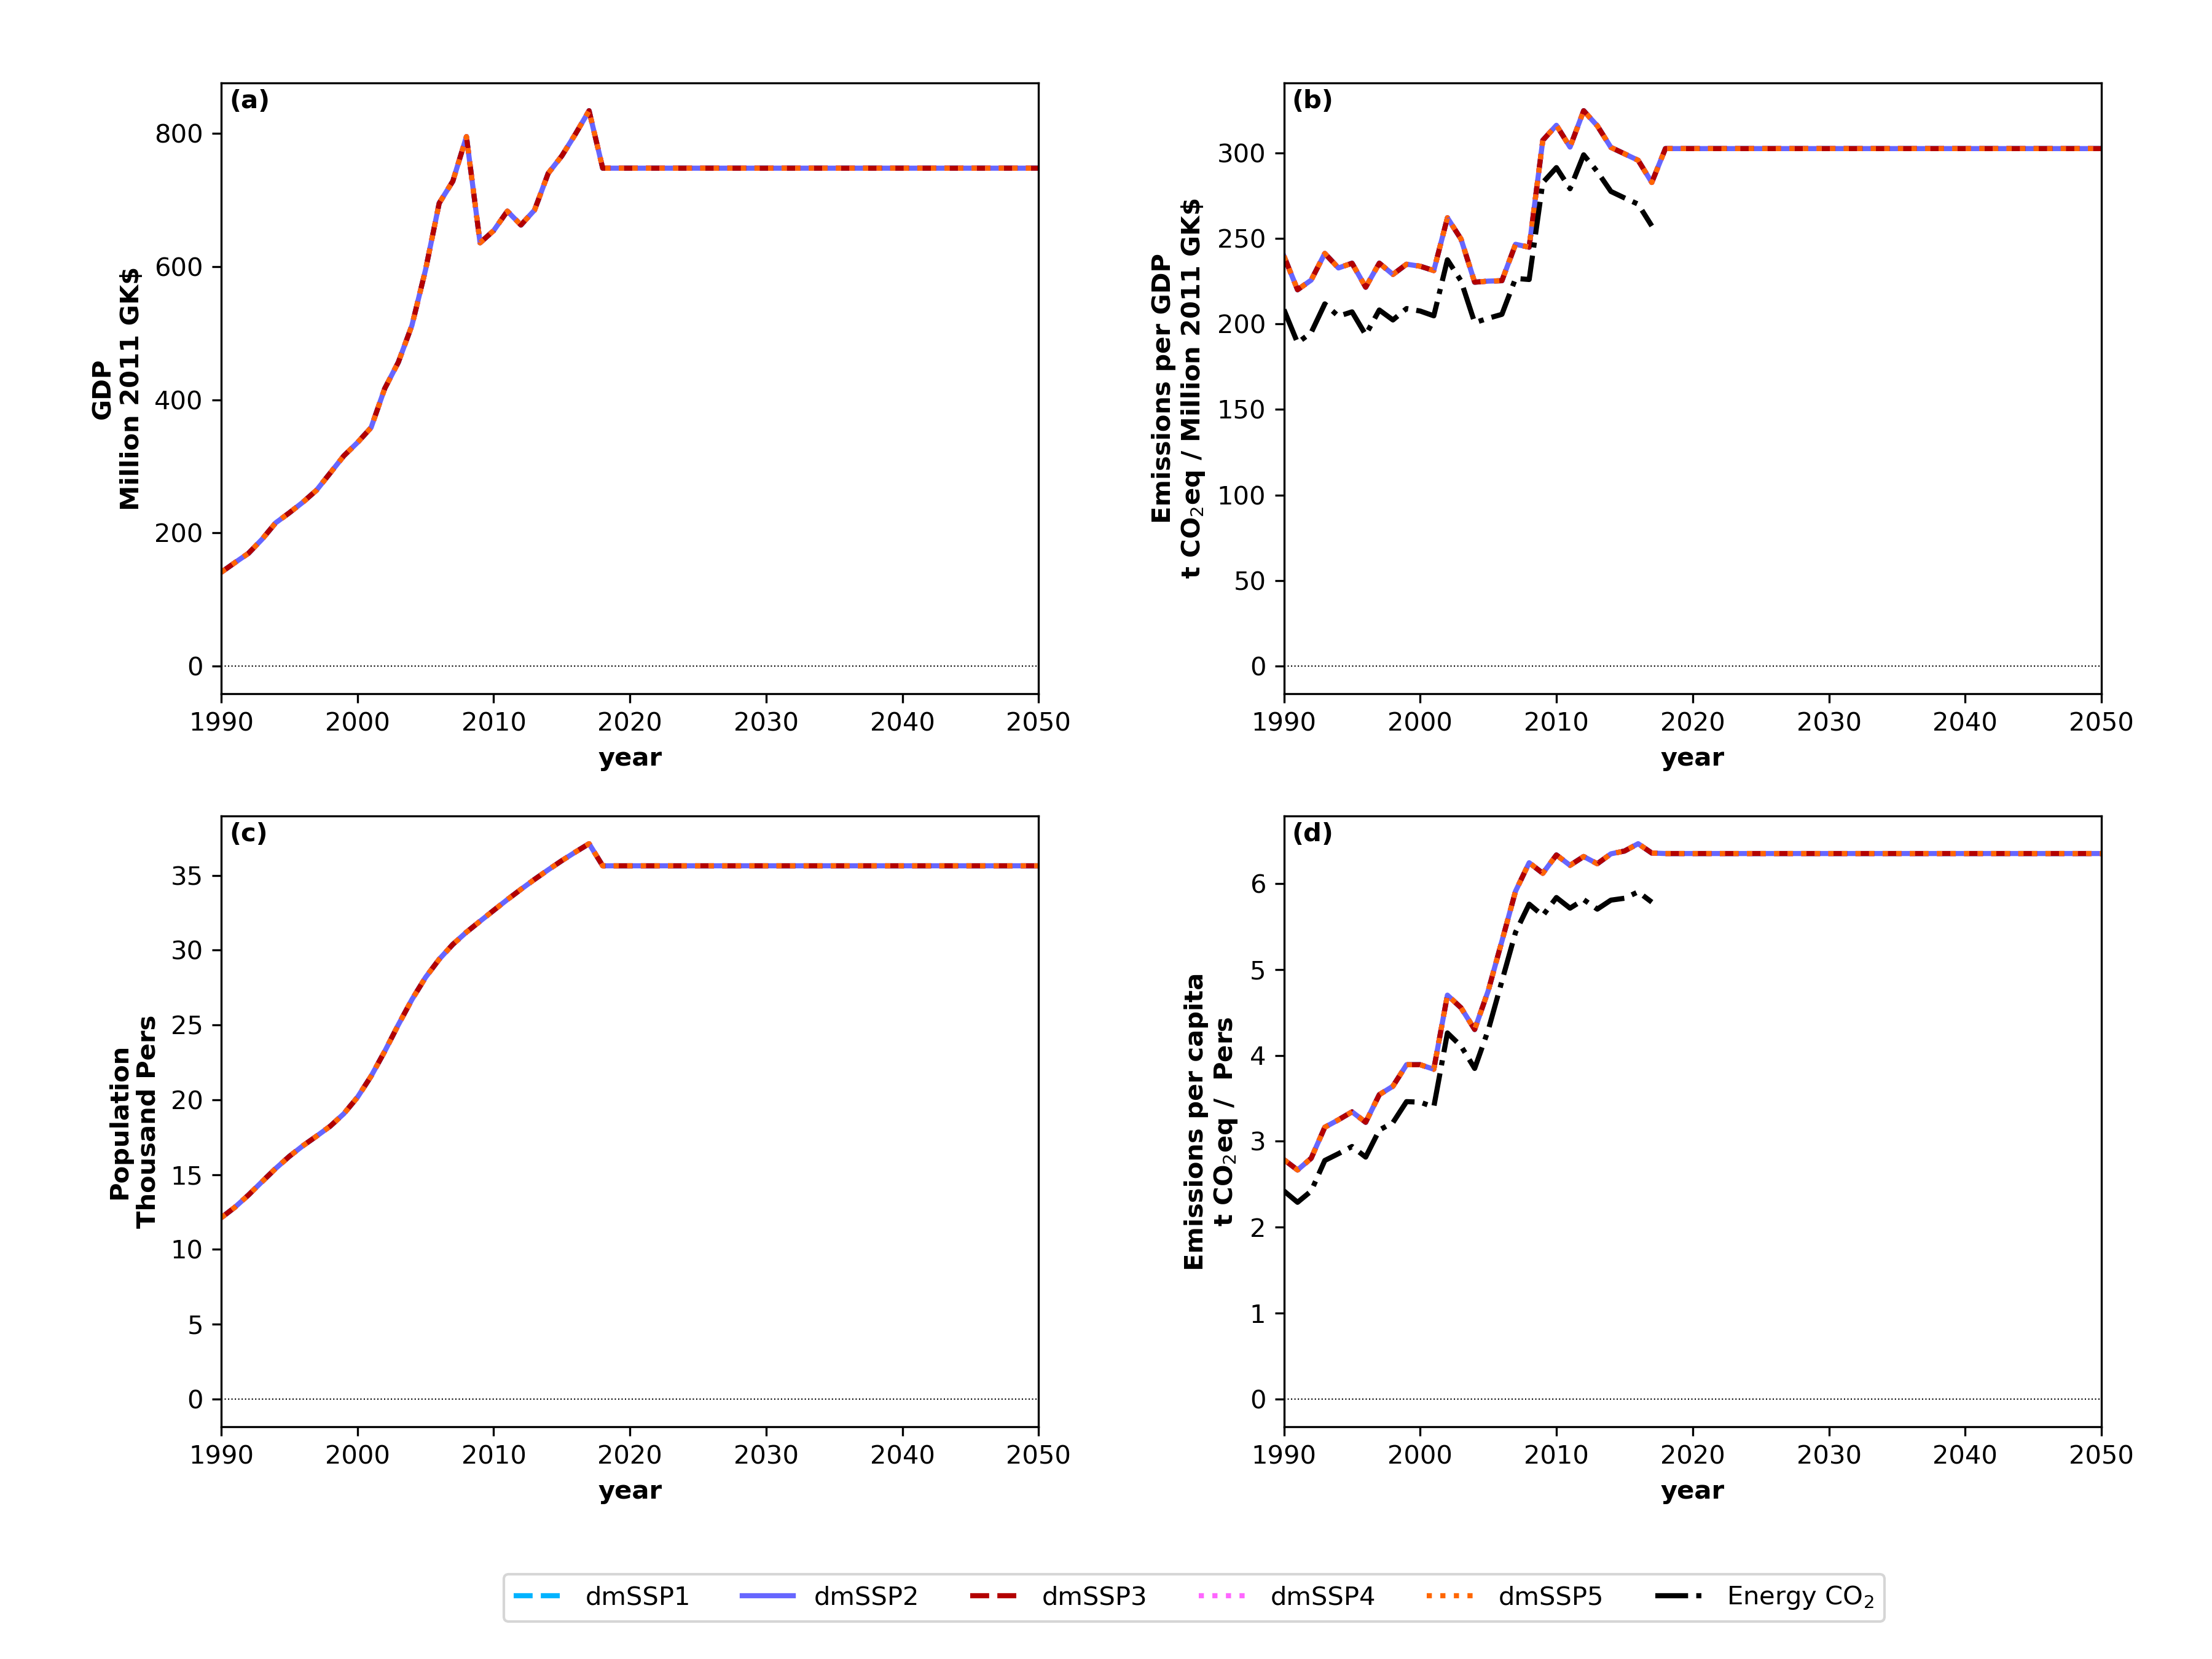 (a)
GDP
Million 2011 GK$
800
600
400
200
0
1990 2000 2010 2020 2030 2040 2050
year
(b)
Emissions per GDP
t CO₂eq / Million 2011 GK$
300
250
200
150
100
50
0
1990 2000 2010 2020 2030 2040 2050
year
(c)
Population
Thousand Pers
35
30
25
20
15
10
5
0
1990 2000 2010 2020 2030 2040 2050
year
(d)
Emissions per capita
t CO₂eq / Pers
6
5
4
3
2
1
0
1990 2000 2010 2020 2030 2040 2050
year
dmSSP1 dmSSP2 dmSSP3 dmSSP4 dmSSP5 Energy CO₂